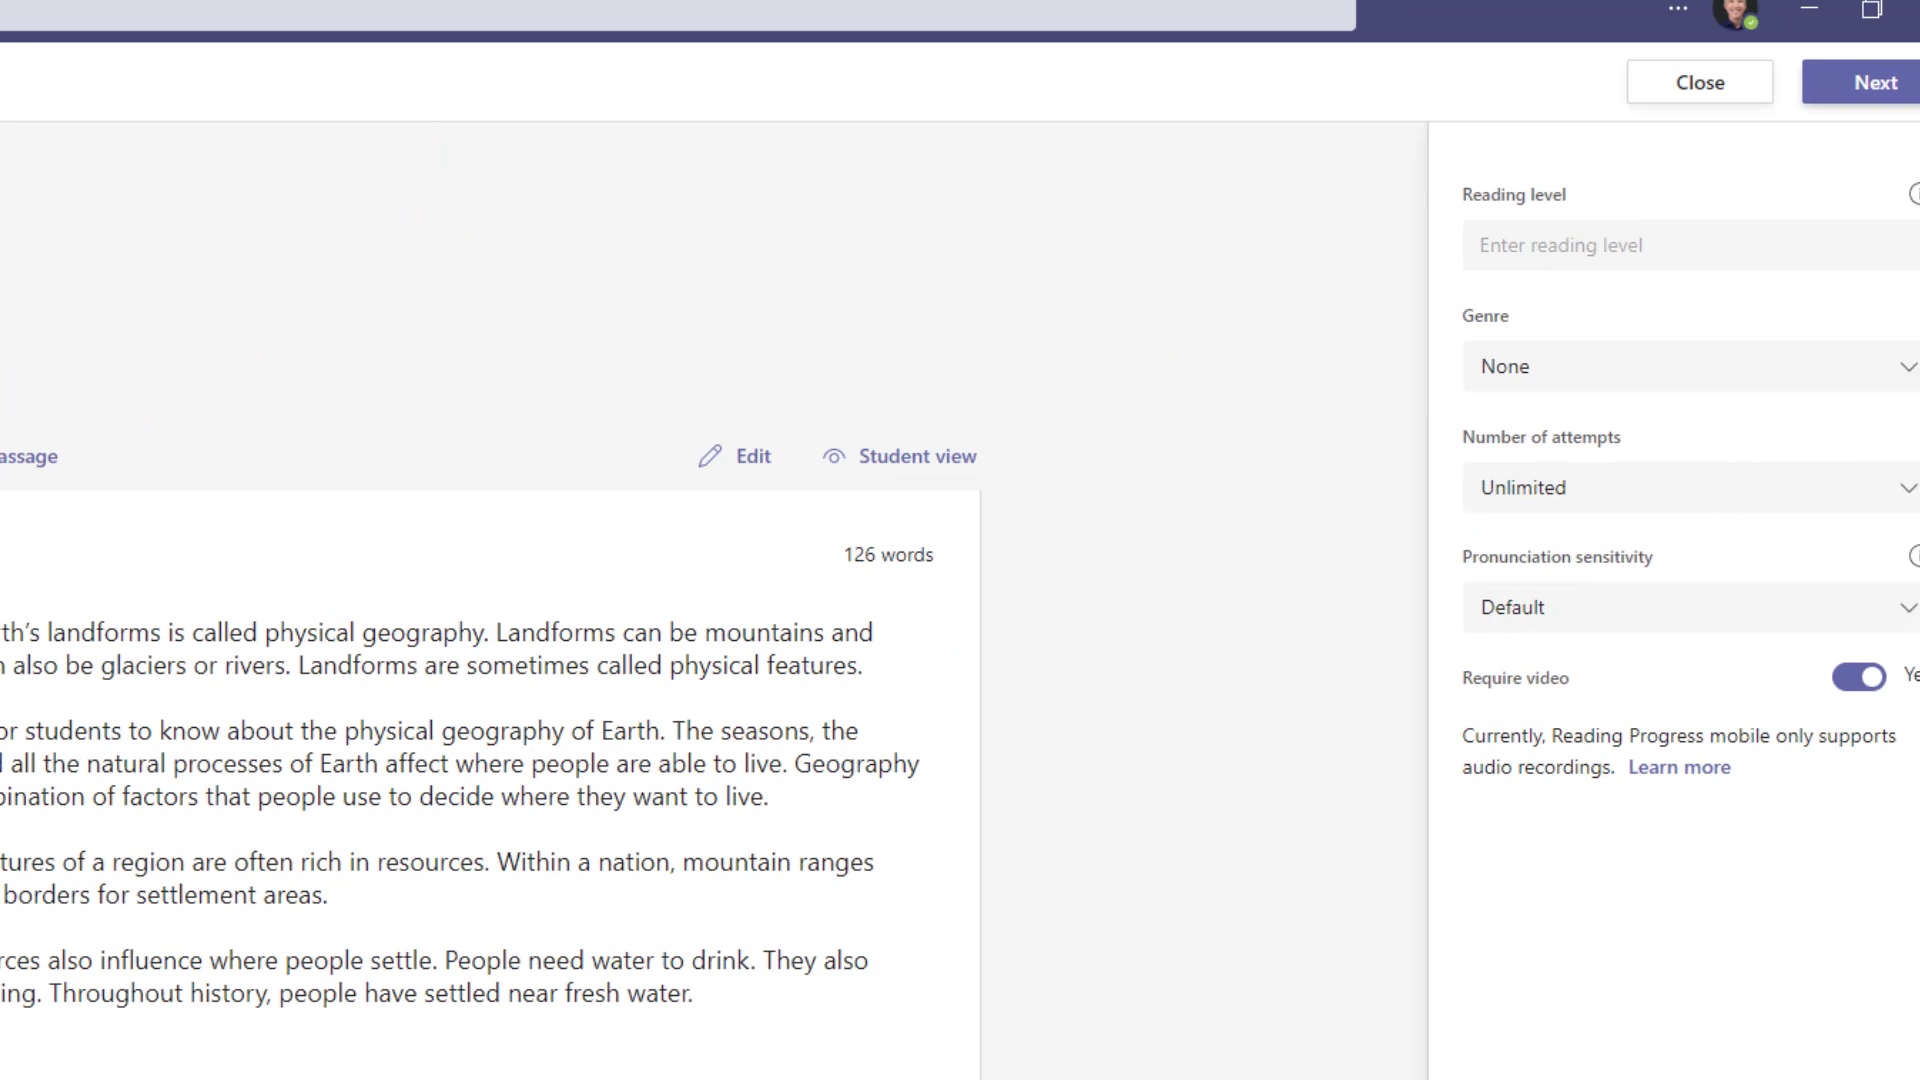 Close
Next
Reading level
Enter reading level
Genre
None
Number of attempts
Unlimited
assage
Edit
Student view
126 words
Pronunciation sensitivity
Default
th's landforms is called physical geography. Landforms can be mountains and
also be glaciers or rivers. Landforms are sometimes called physical features.
Require video
Ye
or students to know about the physical geography of Earth. The seasons, the
all the natural processes of Earth affect where people are able to live. Geography
bination of factors that people use to decide where they want to live.
Currently, Reading Progress mobile only supports
audio recordings. Learn more
tures of a region are often rich in resources. Within a nation, mountain ranges
borders for settlement areas.
rces also influence where people settle. People need water to drink. They also
ing. Throughout history, people have settled near fresh water.